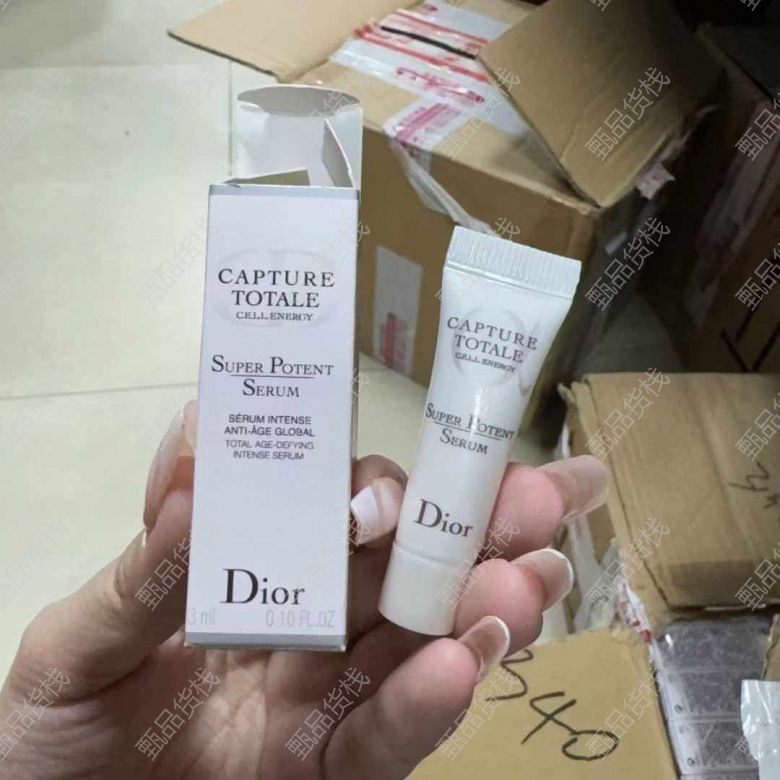 CAPTURE
TOTALE
C.E.L.L. ENERGY
SUPER POTENT
SERUM
SÉRUM INTENSE
ANTI-ÂGE GLOBAL
TOTAL AGE-DEFYING
INTENSE SERUM
Dior
3 ml 0.10 FL.OZ
CAPTURE
TOTALE
C.E.L.L. ENERGY
SUPER POTENT
SERUM
Dior
340
甄品货栈